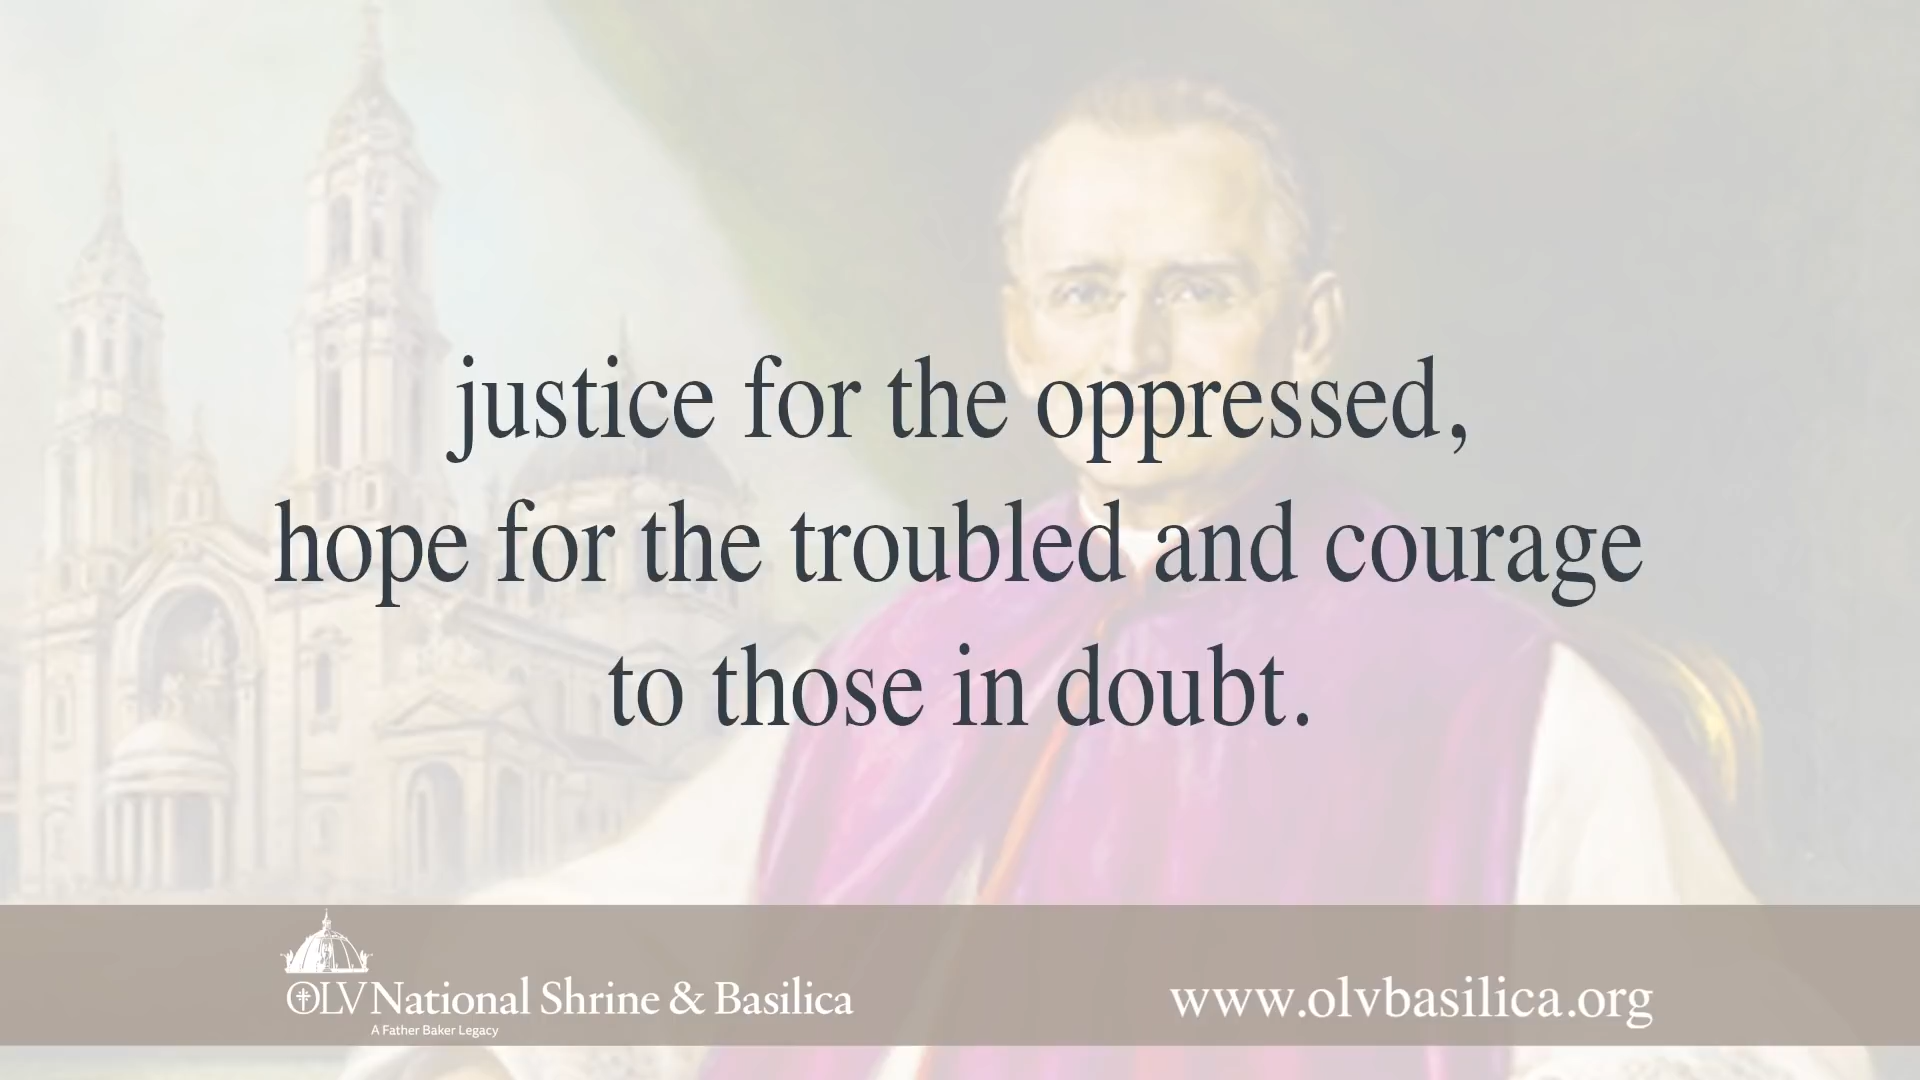 justice for the oppressed,
hope for the troubled and courage
to those in doubt.
OLV National Shrine & Basilica
A Father Baker Legacy
www.olvbasilica.org